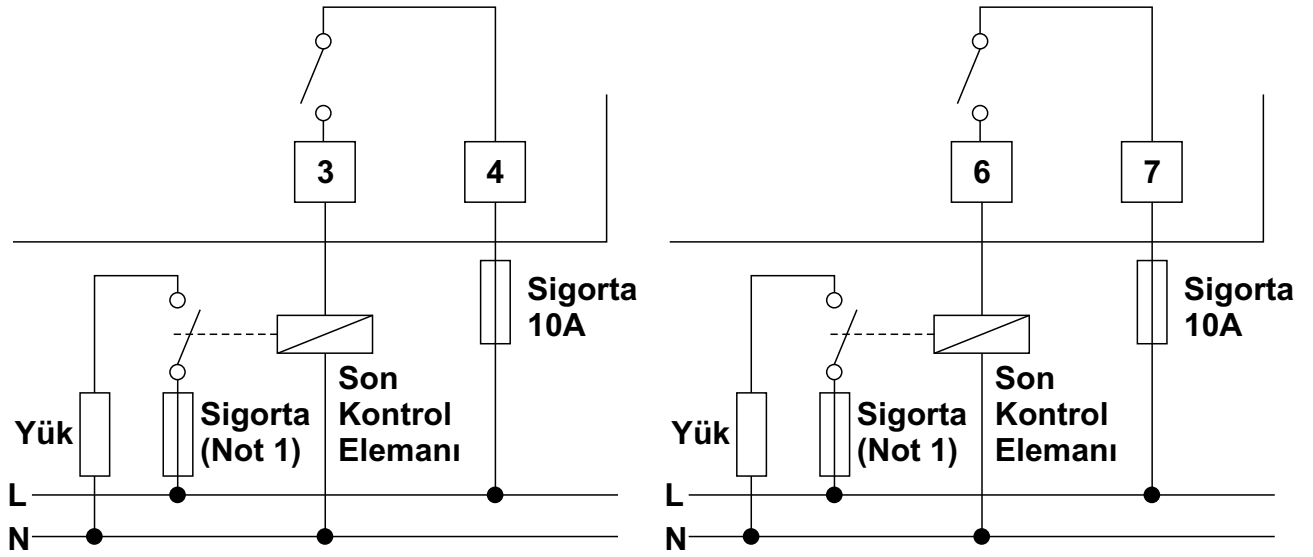 3
4
Sigorta
10A
Son
Kontrol
Elemanı
Sigorta
(Not 1)
Yük
L
N
6
7
Sigorta
10A
Son
Kontrol
Elemanı
Sigorta
(Not 1)
Yük
L
N